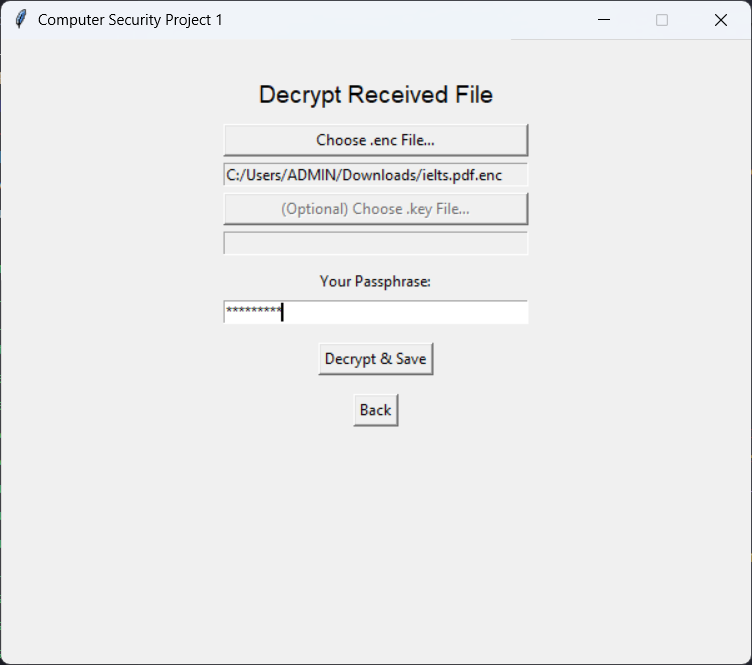 Computer Security Project 1
Decrypt Received File
Choose .enc File...
C:/Users/ADMIN/Downloads/ielts.pdf.enc
(Optional) Choose .key File...
Your Passphrase:
*********
Decrypt & Save
Back